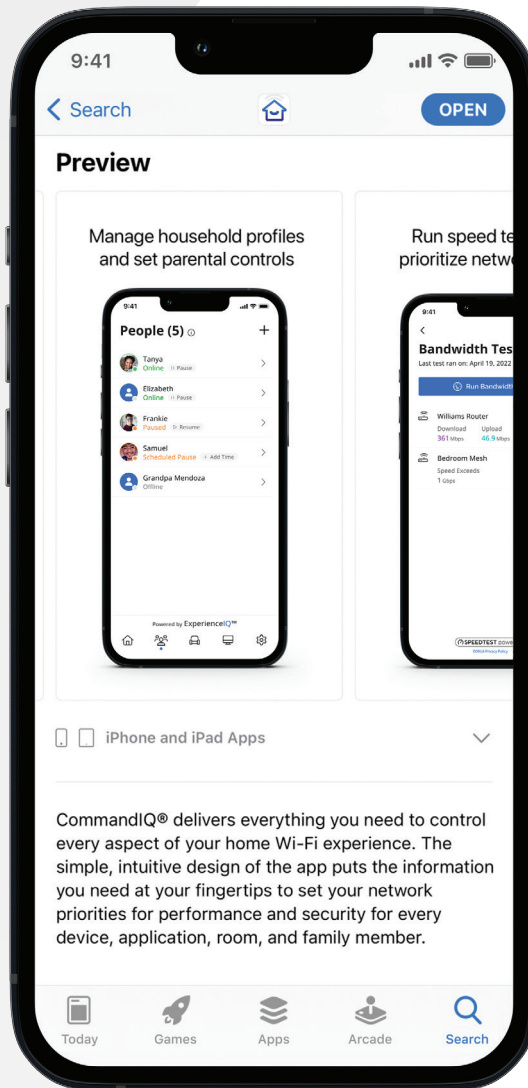 9:41
Search
OPEN
Preview
Manage household profiles
and set parental controls
9:41
People (5)
Tanya
Online Pause
Elizabeth
Online Pause
Frankie
Paused Resume
Samuel
Scheduled Pause + Add Time
Grandpa Mendoza
Offline
Powered by ExperienceIQ™
Run speed te
prioritize netwo
9:41
Bandwidth Tes
Last test ran on: April 19, 2022
Run Bandwidth
Williams Router
Download Upload
361 Mbps 46.9 Mbps
Bedroom Mesh
Speed Exceeds
1 Gbps
SPEEDTEST powe
Privacy Policy
iPhone and iPad Apps
CommandIQ® delivers everything you need to control
every aspect of your home Wi-Fi experience. The
simple, intuitive design of the app puts the information
you need at your fingertips to set your network
priorities for performance and security for every
device, application, room, and family member.
Today
Games
Apps
Arcade
Search